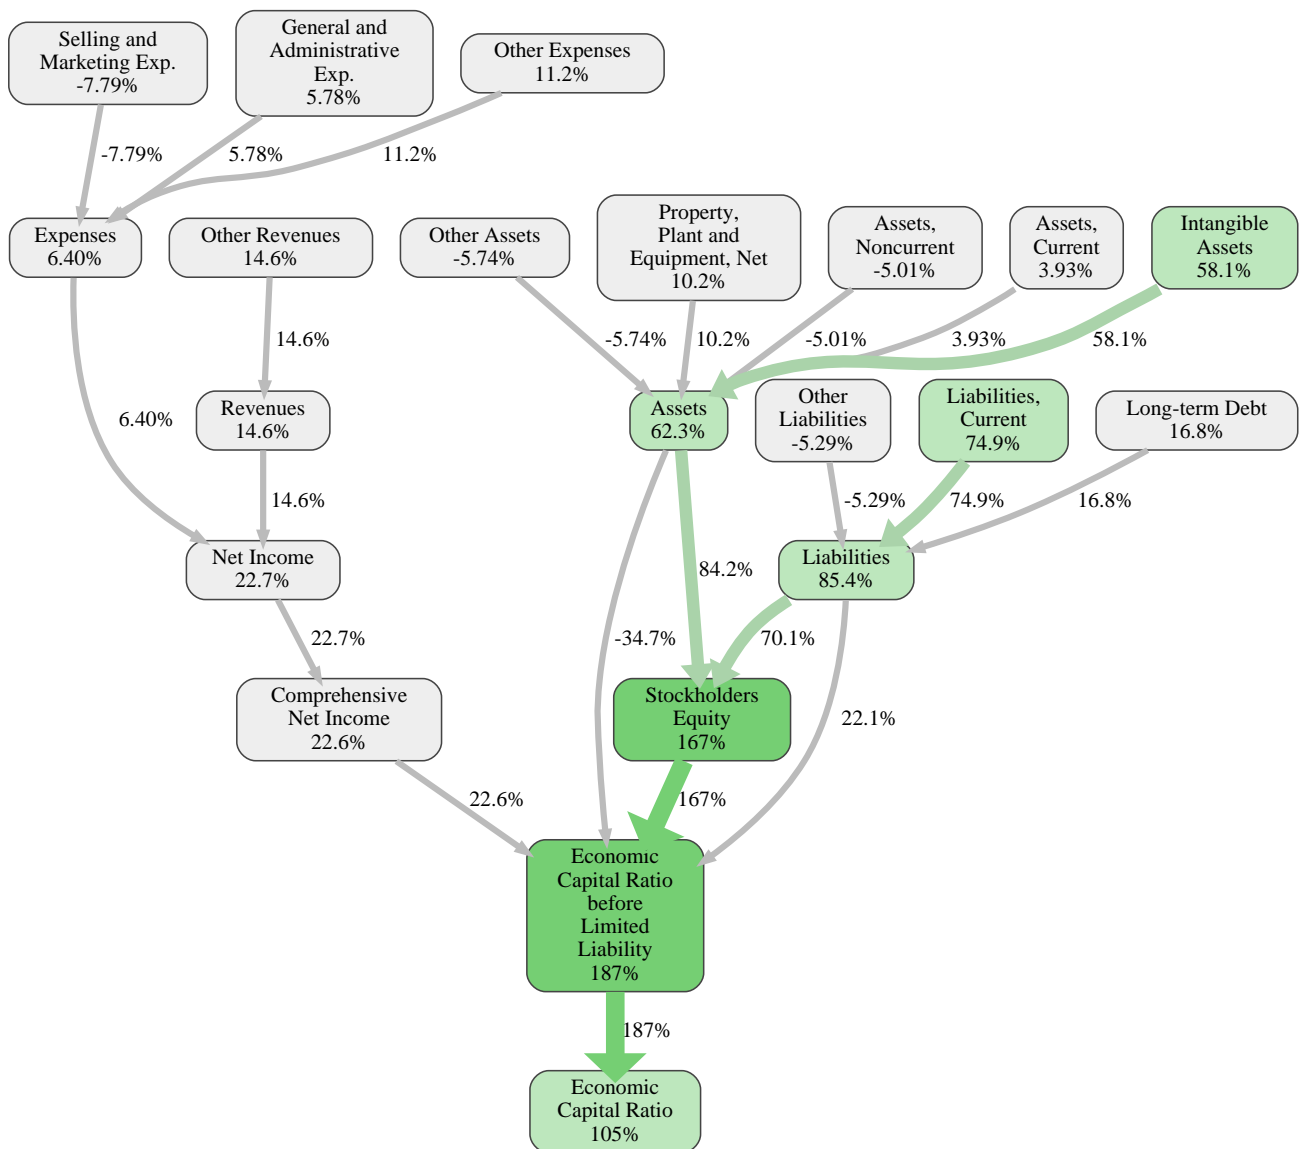 Selling and
Marketing Exp.
-7.79%
General and
Administrative
Exp.
5.78%
Other Expenses
11.2%
-7.79%
5.78%
11.2%
Expenses
6.40%
Other Revenues
14.6%
Other Assets
-5.74%
Property,
Plant and
Equipment, Net
10.2%
Assets,
Noncurrent
-5.01%
Assets,
Current
3.93%
Intangible
Assets
58.1%
14.6%
-5.74%
10.2%
-5.01%
3.93%
58.1%
6.40%
Revenues
14.6%
Assets
62.3%
Other
Liabilities
-5.29%
Liabilities,
Current
74.9%
Long-term Debt
16.8%
14.6%
-5.29%
74.9%
16.8%
Net Income
22.7%
84.2%
Liabilities
85.4%
22.7%
-34.7%
70.1%
Comprehensive
Net Income
22.6%
Stockholders
Equity
167%
22.1%
22.6%
167%
Economic
Capital Ratio
before
Limited
Liability
187%
187%
Economic
Capital Ratio
105%